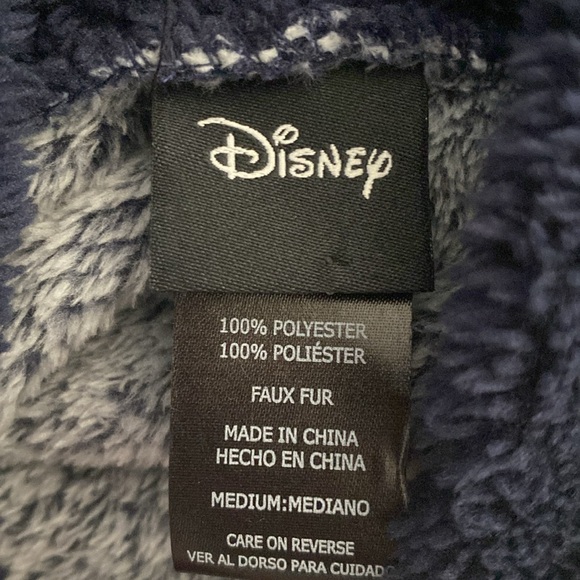 Disney
100% POLYESTER
100% POLIÉSTER
FAUX FUR
MADE IN CHINA
HECHO EN CHINA
MEDIUM:MEDIANO
CARE ON REVERSE
VER AL DORSO PARA CUIDADO